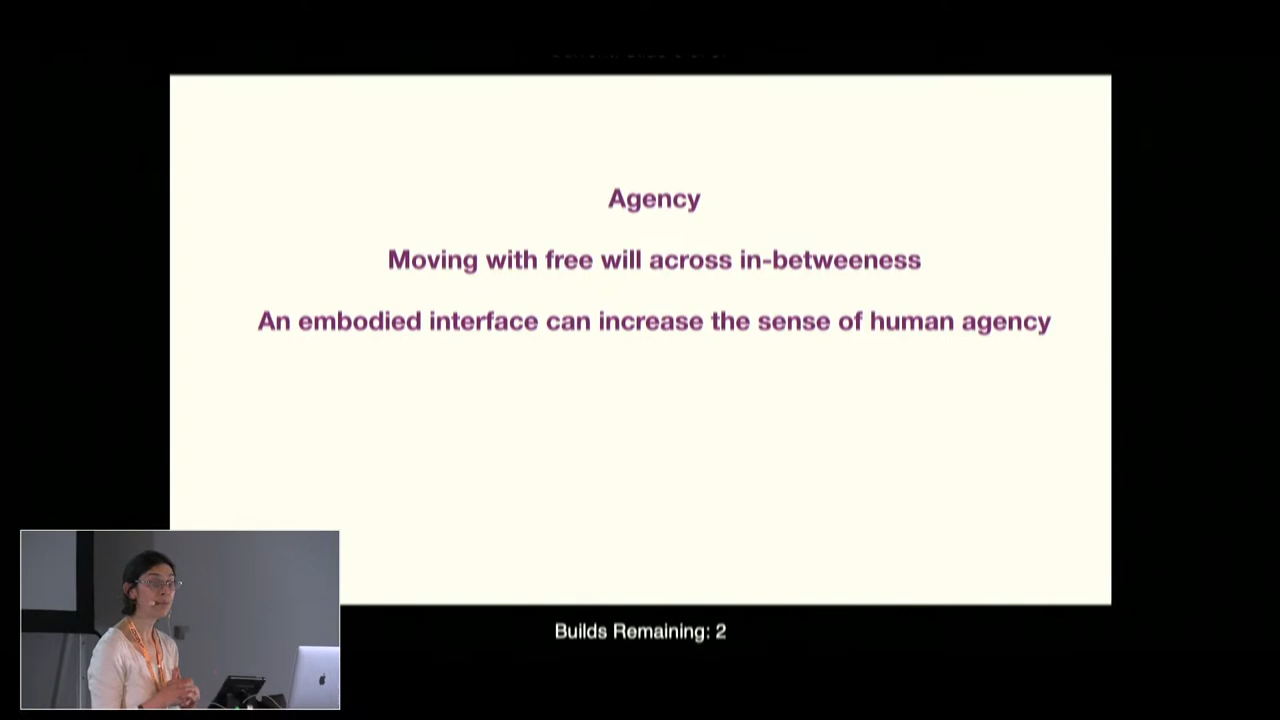 Agency
Moving with free will across in-betweeness
An embodied interface can increase the sense of human agency
Builds Remaining: 2